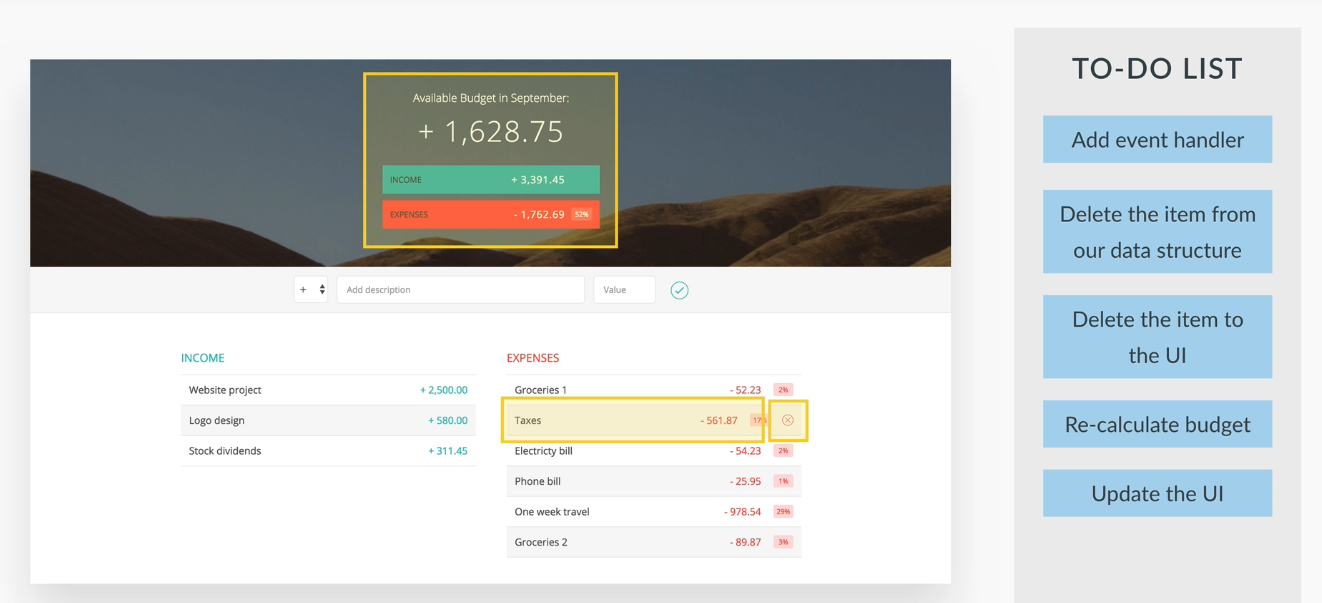 Available Budget in September:
+ 1,628.75
INCOME + 3,391.45
EXPENSES - 1,762.69 52%
+ Add description Value
INCOME
Website project + 2,500.00
Logo design + 580.00
Stock dividends + 311.45
EXPENSES
Groceries 1 - 52.23 2%
Taxes - 561.87 17%
Electricty bill - 54.23 2%
Phone bill - 25.95 1%
One week travel - 978.54 29%
Groceries 2 - 89.87 3%
TO-DO LIST
Add event handler
Delete the item from
our data structure
Delete the item to
the UI
Re-calculate budget
Update the UI